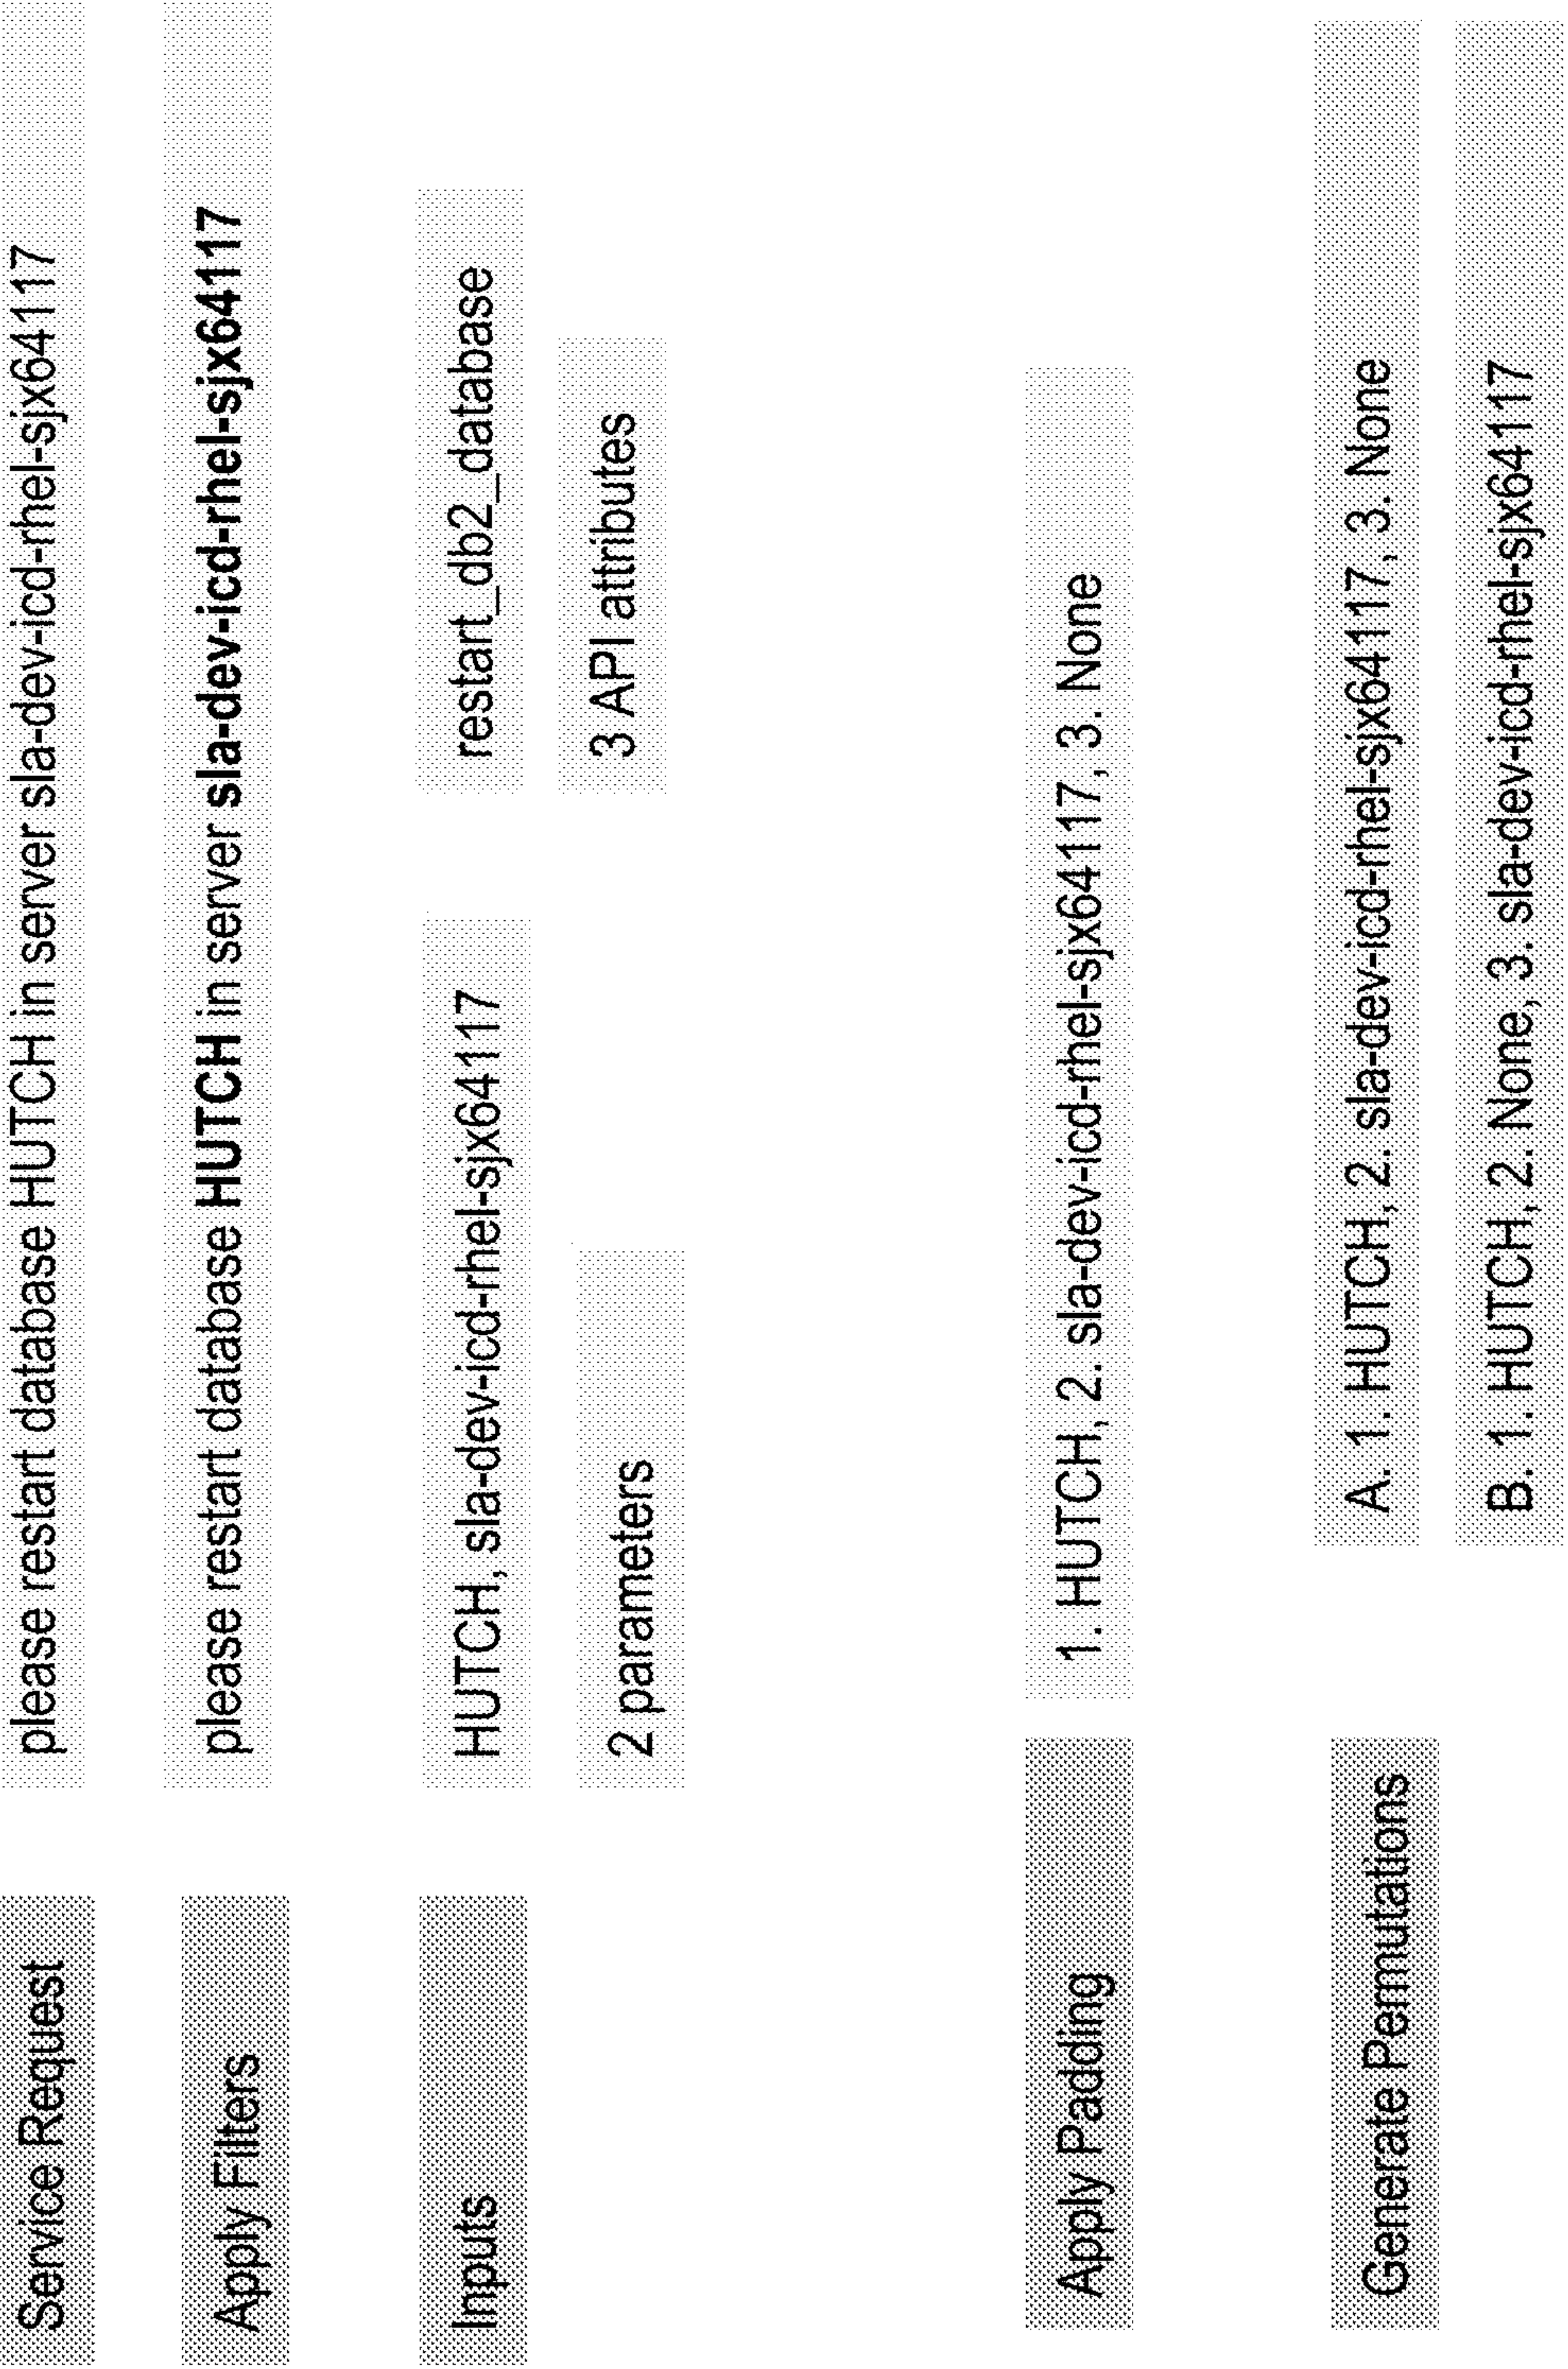 Service Request
please restart database HUTCH in server sla-dev-icd-rhel-sjx64117
Apply Filters
please restart database HUTCH in server sla-dev-icd-rhel-sjx64117
Inputs
HUTCH, sla-dev-icd-rhel-sjx64117
restart_db2_database
2 parameters
3 API attributes
Apply Padding
1. HUTCH, 2. sla-dev-icd-rhel-sjx64117, 3. None
Generate Permutations
A. 1. HUTCH, 2. sla-dev-icd-rhel-sjx64117, 3. None
B. 1. HUTCH, 2.None, 3. sla-dev-icd-rhel-sjx64117